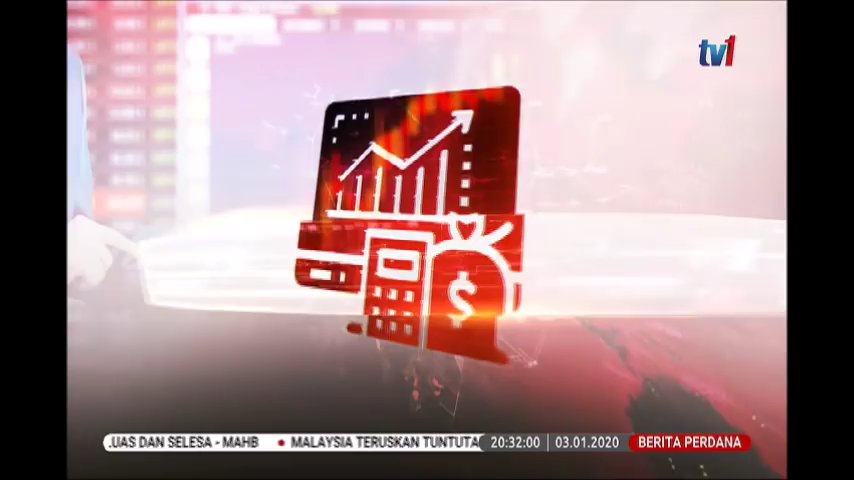 tv1
$
.UAS DAN SELESA - MAHB • MALAYSIA TERUSKAN TUNTUTA 20:32:00 | 03.01.2020 BERITA PERDANA